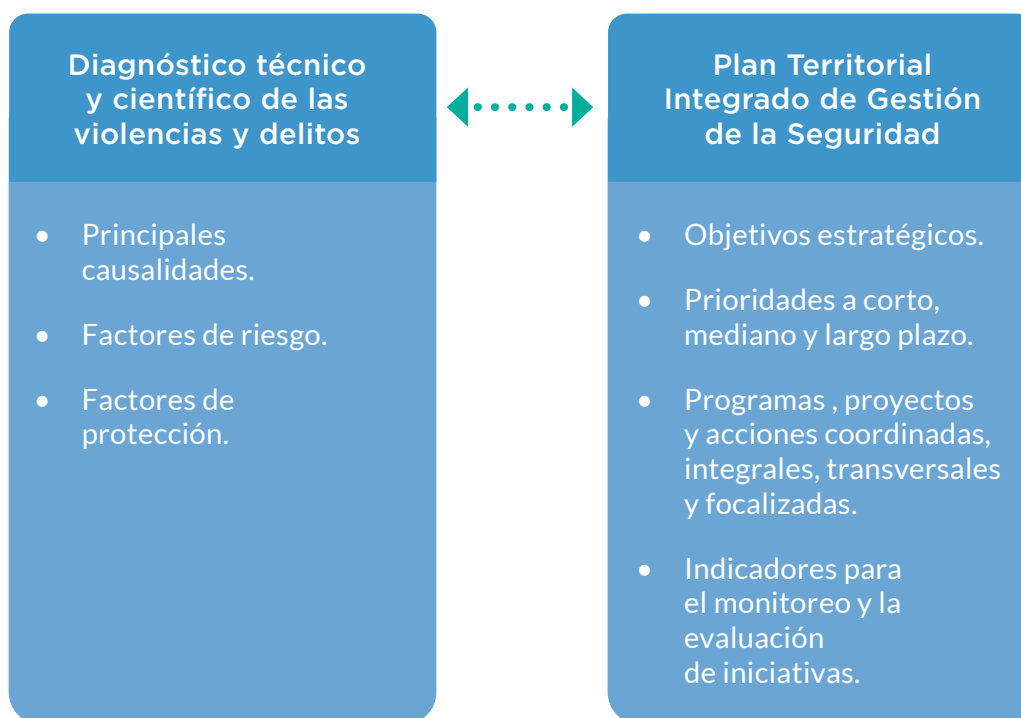 Diagnóstico técnico
y científico de las
violencias y delitos
• Principales
causalidades.
• Factores de riesgo.
• Factores de
protección.
Plan Territorial
Integrado de Gestión
de la Seguridad
• Objetivos estratégicos.
• Prioridades a corto,
mediano y largo plazo.
• Programas , proyectos
y acciones coordinadas,
integrales, transversales
y focalizadas.
• Indicadores para
el monitoreo y la
evaluación
de iniciativas.